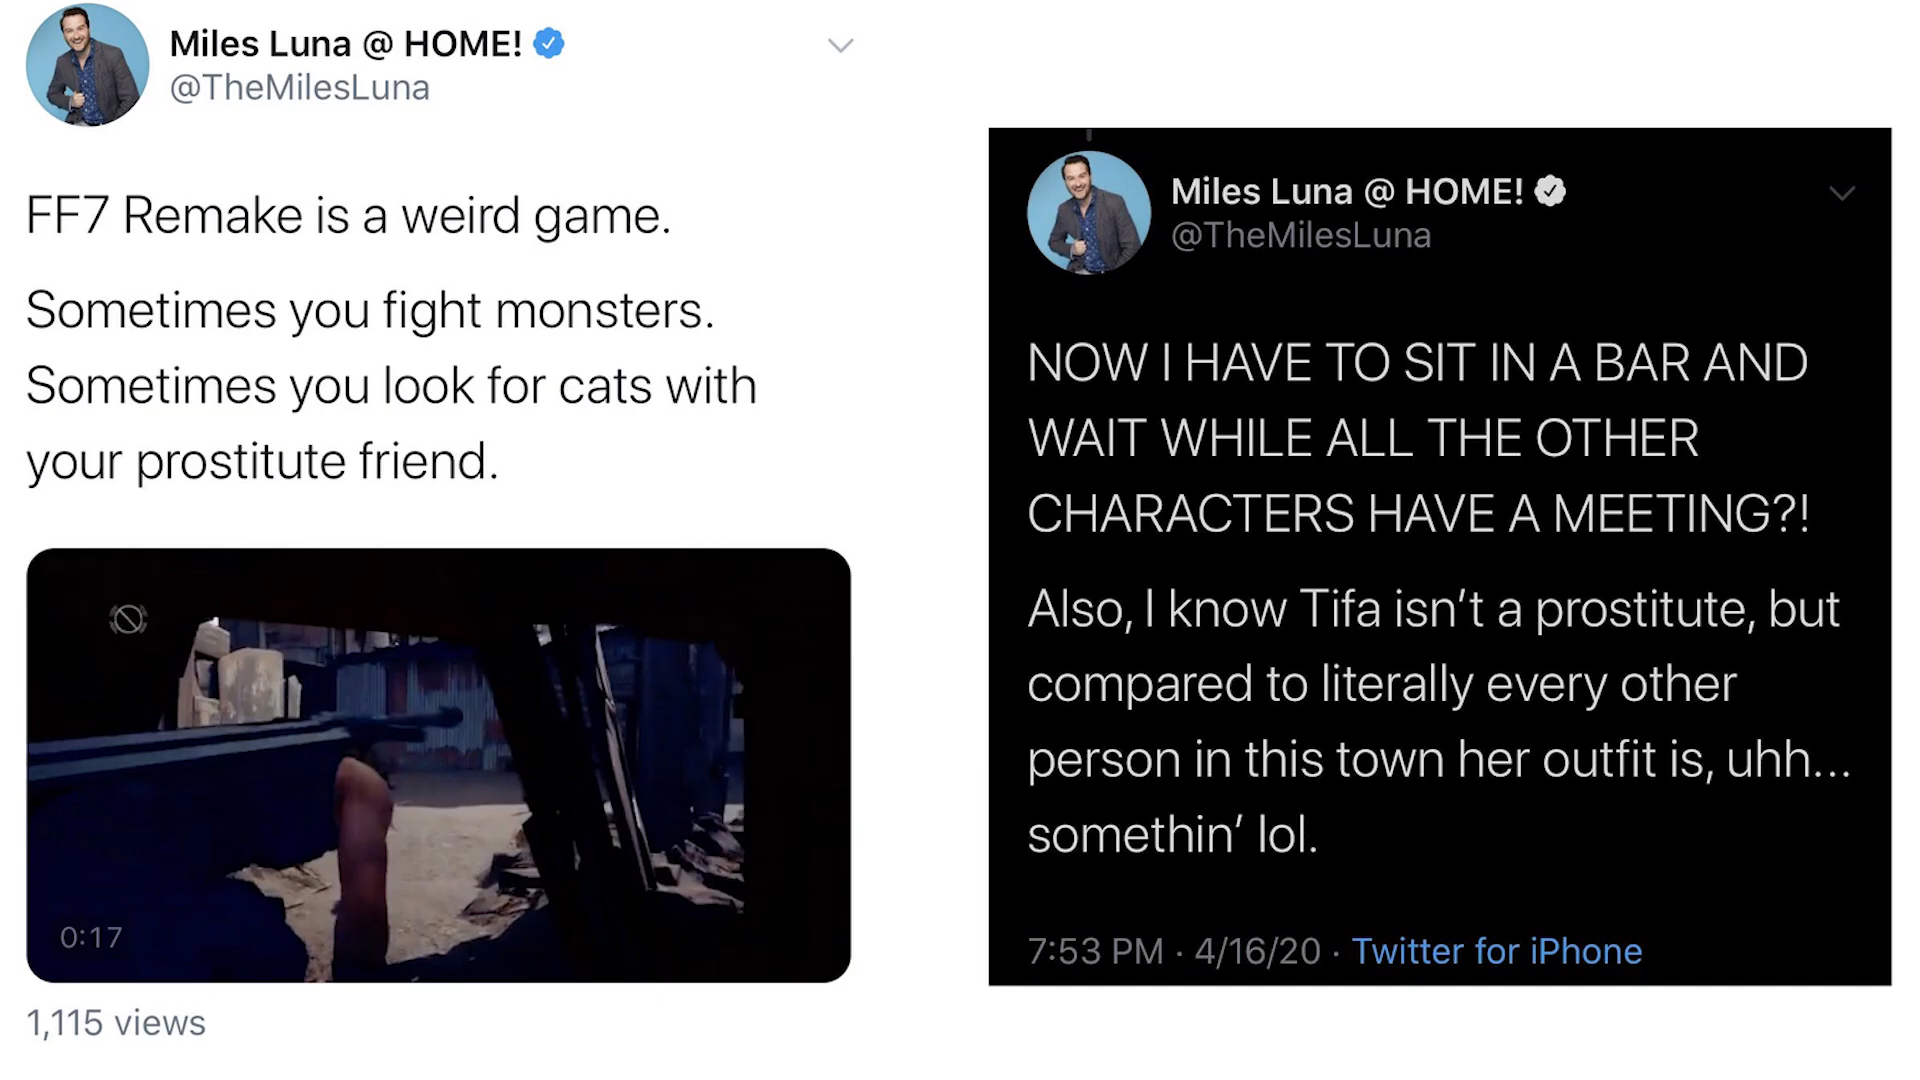 Miles Luna @ HOME!
@TheMilesLuna
FF7 Remake is a weird game.
Sometimes you fight monsters.
Sometimes you look for cats with
your prostitute friend.
0:17
1,115 views
Miles Luna @ HOME!
@TheMilesLuna
NOW I HAVE TO SIT IN A BAR AND
WAIT WHILE ALL THE OTHER
CHARACTERS HAVE A MEETING?!
Also, I know Tifa isn’t a prostitute, but
compared to literally every other
person in this town her outfit is, uhh...
somethin’ lol.
7:53 PM · 4/16/20 · Twitter for iPhone